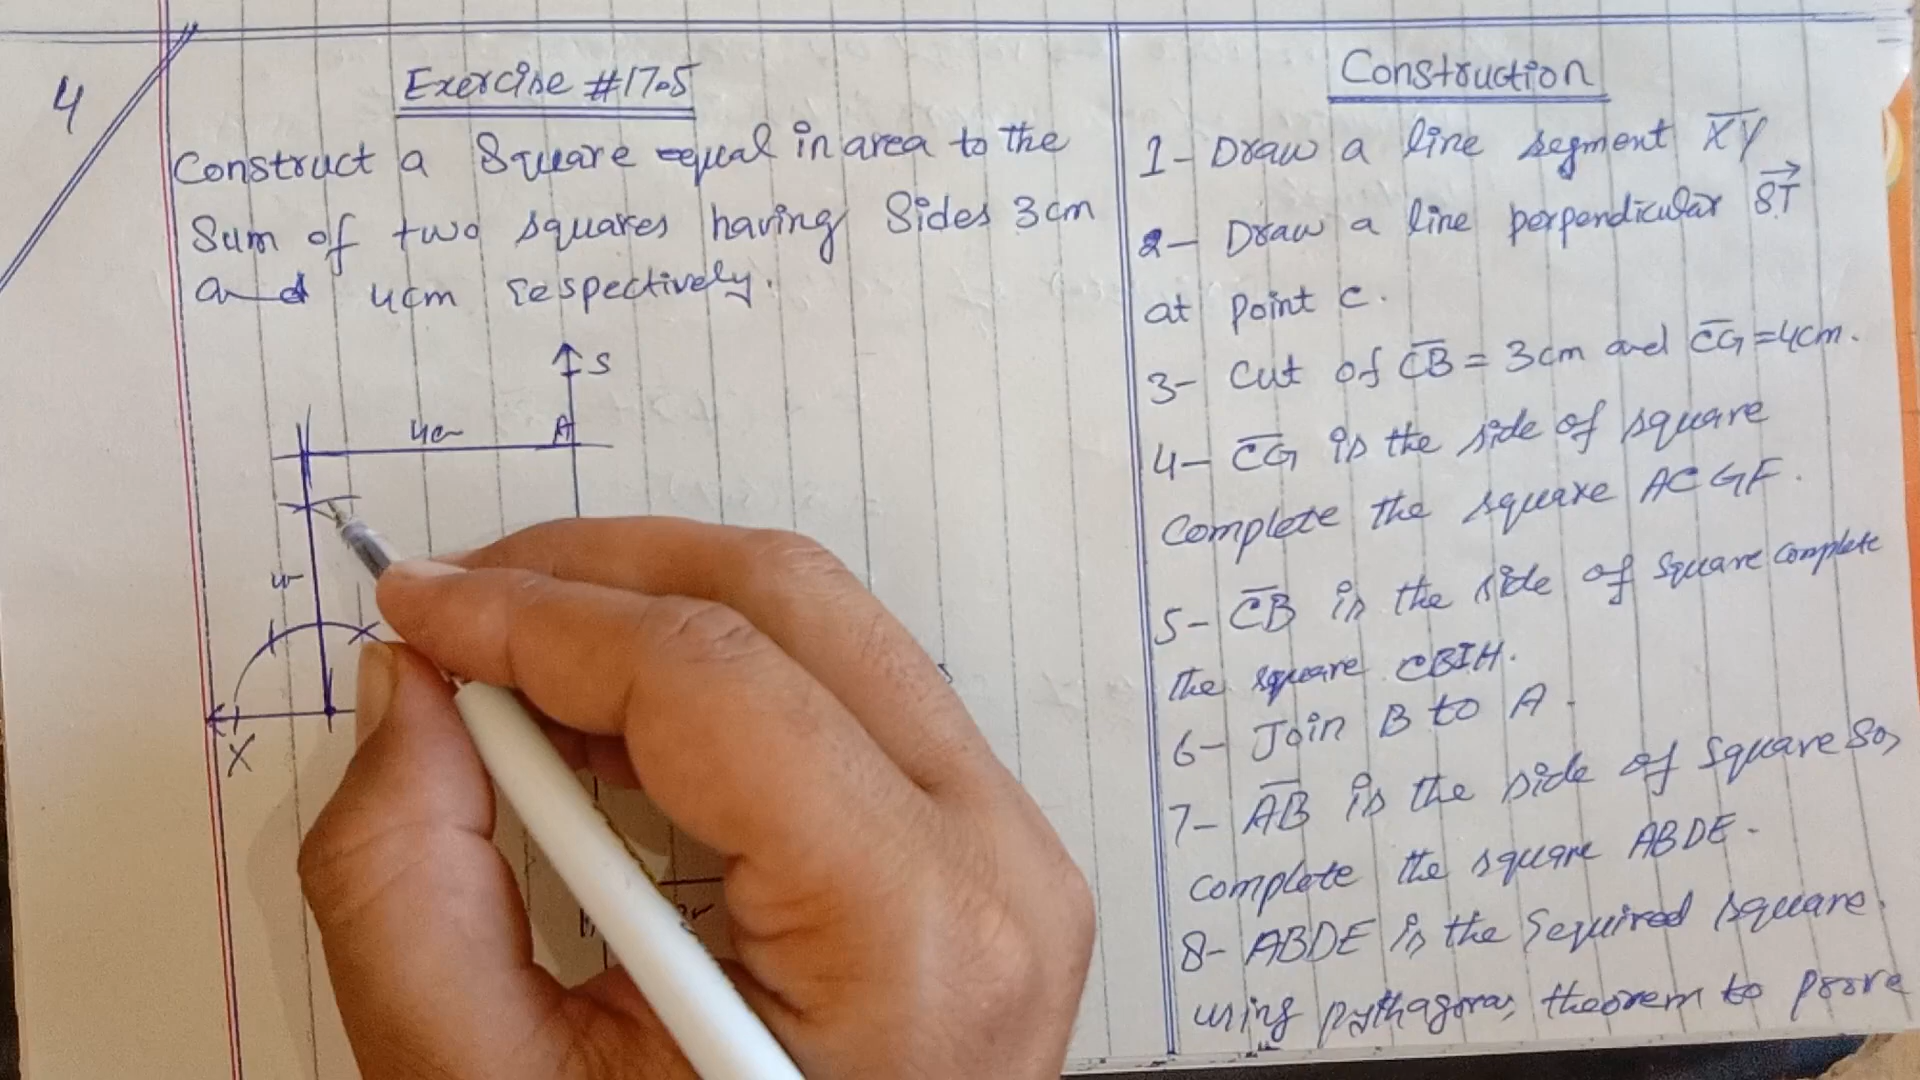 4
Exercise #17.5
Construct a Square equal in area to the
Sum of two squares having Sides 3cm
and 4cm respectively.
S
4c
A
X
Construction
1- Draw a line segment XY
2- Draw a line perpendicular ST
at point C.
3- Cut of CB = 3cm and CG = 4cm.
4- CG is the side of square
Complete the square ACGF.
5- CB is the side of square complete
the square CBIH.
6- Join B to A.
7- AB is the side of square so,
complete the square ABDE.
8- ABDE is the required square.
using pythagoras, theorem to prove